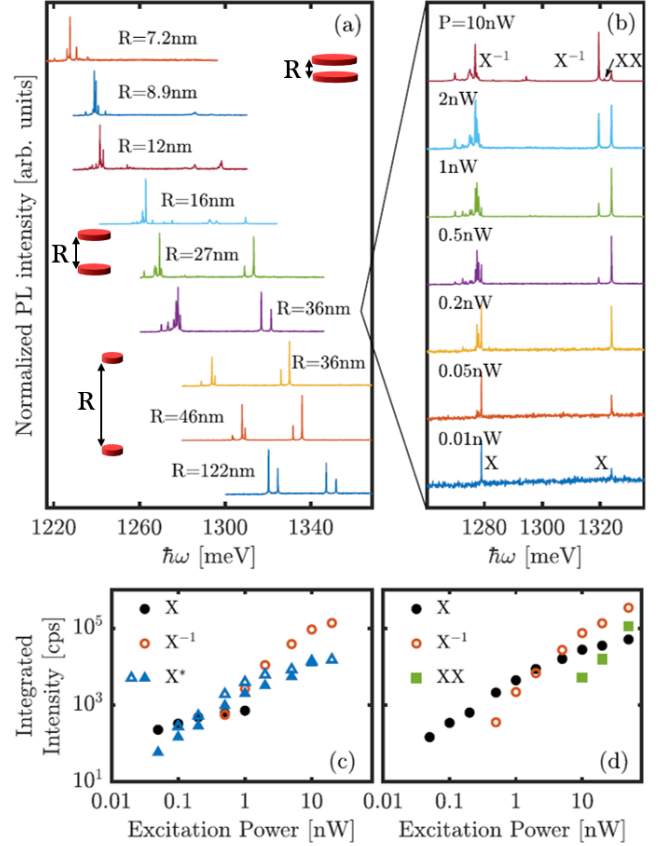 (a)
R=7.2nm
R
R=8.9nm
R=12nm
R=16nm
R
R=27nm
R=36nm
R
R=36nm
R=46nm
R=122nm
Normalized PL intensity [arb. units]
1220 1260 1300 1340
ħω [meV]
P=10nW (b)
X⁻¹ X⁻¹ XX
2nW
1nW
0.5nW
0.2nW
0.05nW
0.01nW
X X
1280 1300 1320
ħω [meV]
Integrated
Intensity [cps]
10⁵
10³
10¹
X
X⁻¹
X*
(c)
0.01 0.1 1 10
Excitation Power [nW]
X
X⁻¹
XX
(d)
0.01 0.1 1 10
Excitation Power [nW]